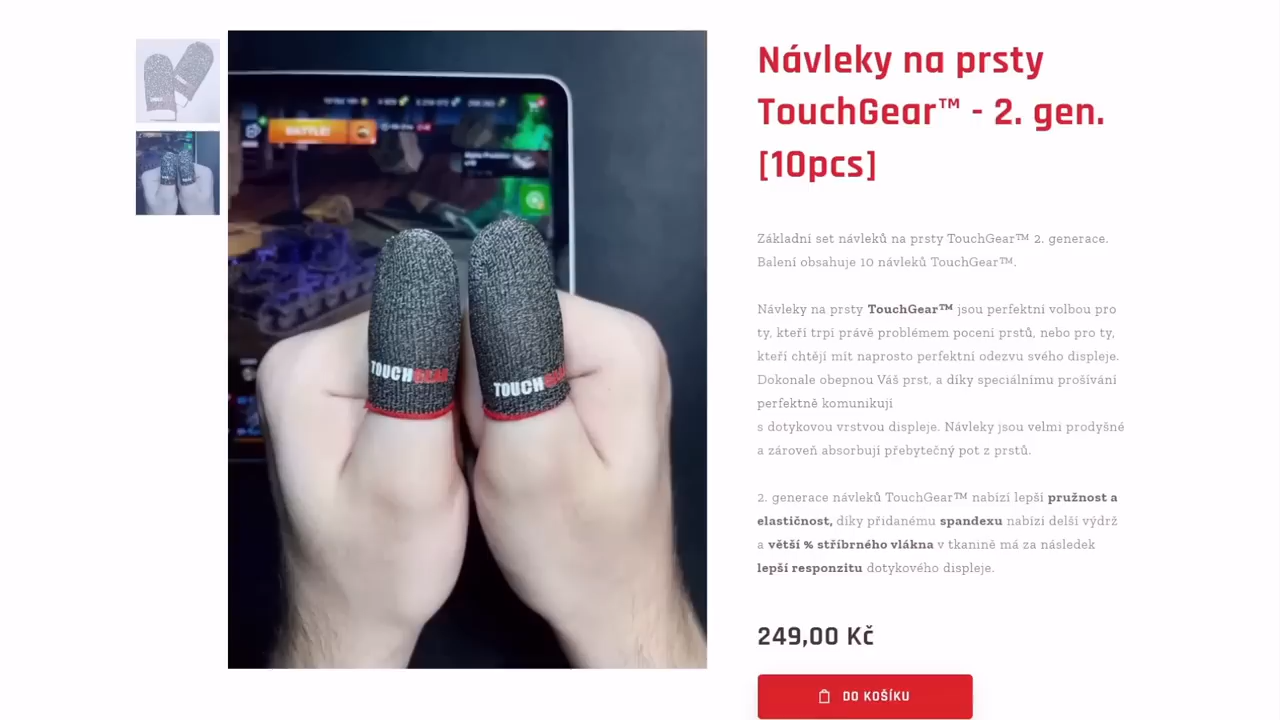 BATTLE!
TOUCHGEAR
TOUCH
Návleky na prsty
TouchGear™ - 2. gen.
[10pcs]
Základní set návleků na prsty TouchGear™ 2. generace.
Balení obsahuje 10 návleků TouchGear™.
Návleky na prsty TouchGear™ jsou perfektní volbou pro
ty, kteří trpí právě problémem pocení prstů, nebo pro ty,
kteří chtějí mít naprosto perfektní odezvu svého displeje.
Dokonale obepnou Váš prst, a díky speciálnímu prošívání
perfektně komunikují
s dotykovou vrstvou displeje. Návleky jsou velmi prodyšné
a zároveň absorbují přebytečný pot z prstů.
2. generace návleků TouchGear™ nabízí lepší pružnost a
elastičnost, díky přidanému spandexu nabízí delší výdrž
a větší % stříbrného vlákna v tkanině má za následek
lepší responzitu dotykového displeje.
249,00 Kč
DO KOŠÍKU